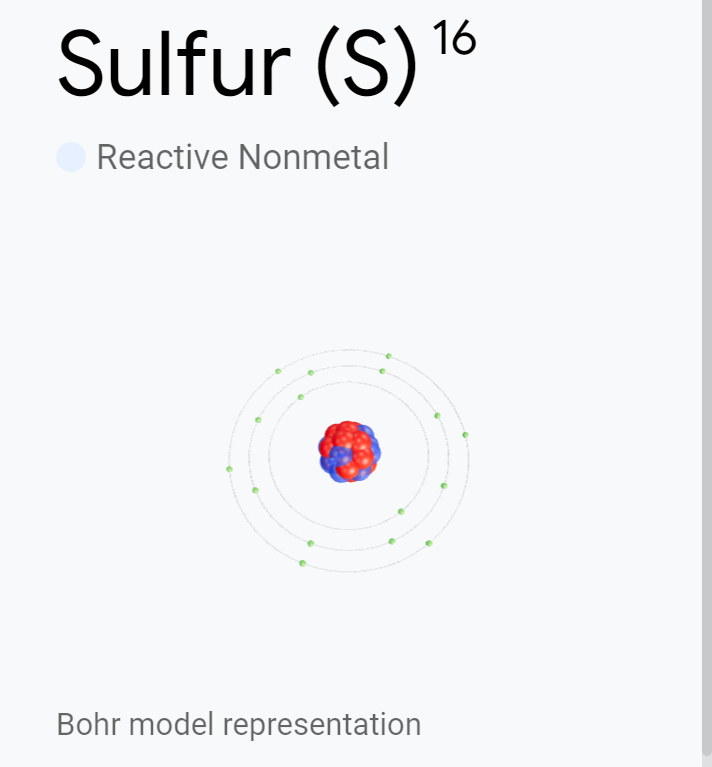 Sulfur (S) 16
Reactive Nonmetal
Bohr model representation